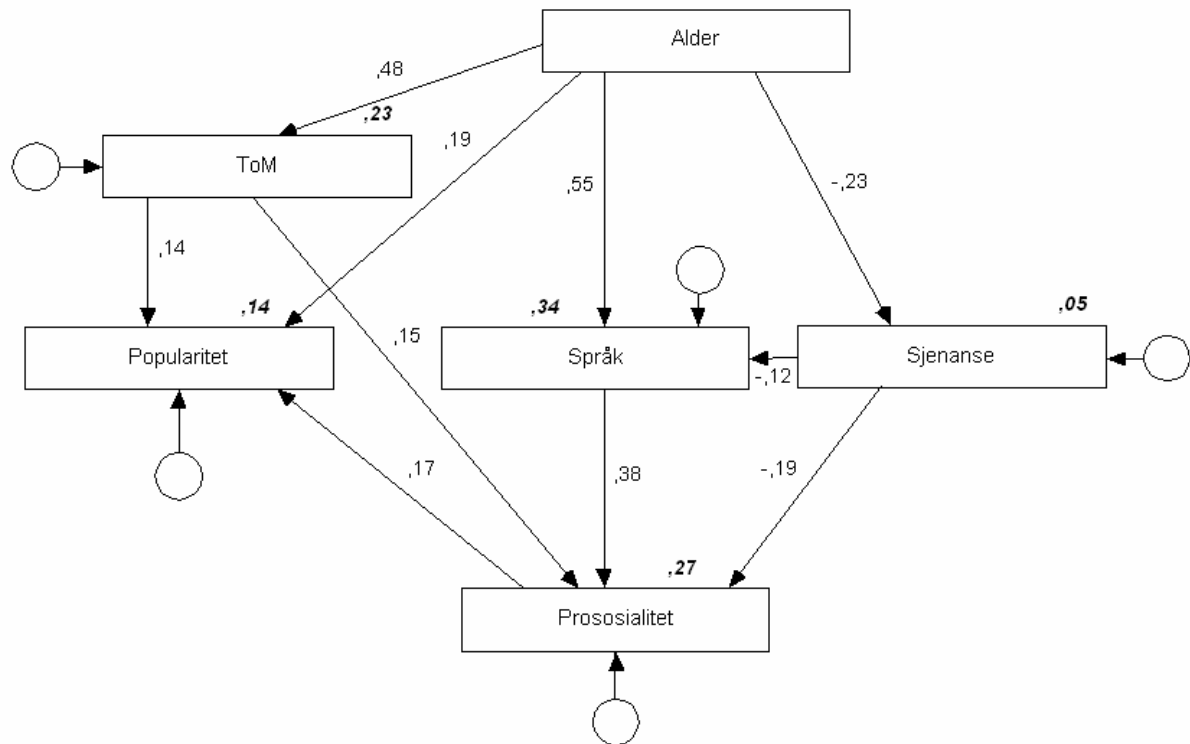 Alder
,48
,23
,19
ToM
,55
-,23
,14
,14
,34
,05
,15
Popularitet
Språk
Sjenanse
-,12
,17
,38
-,19
,27
Prososialitet